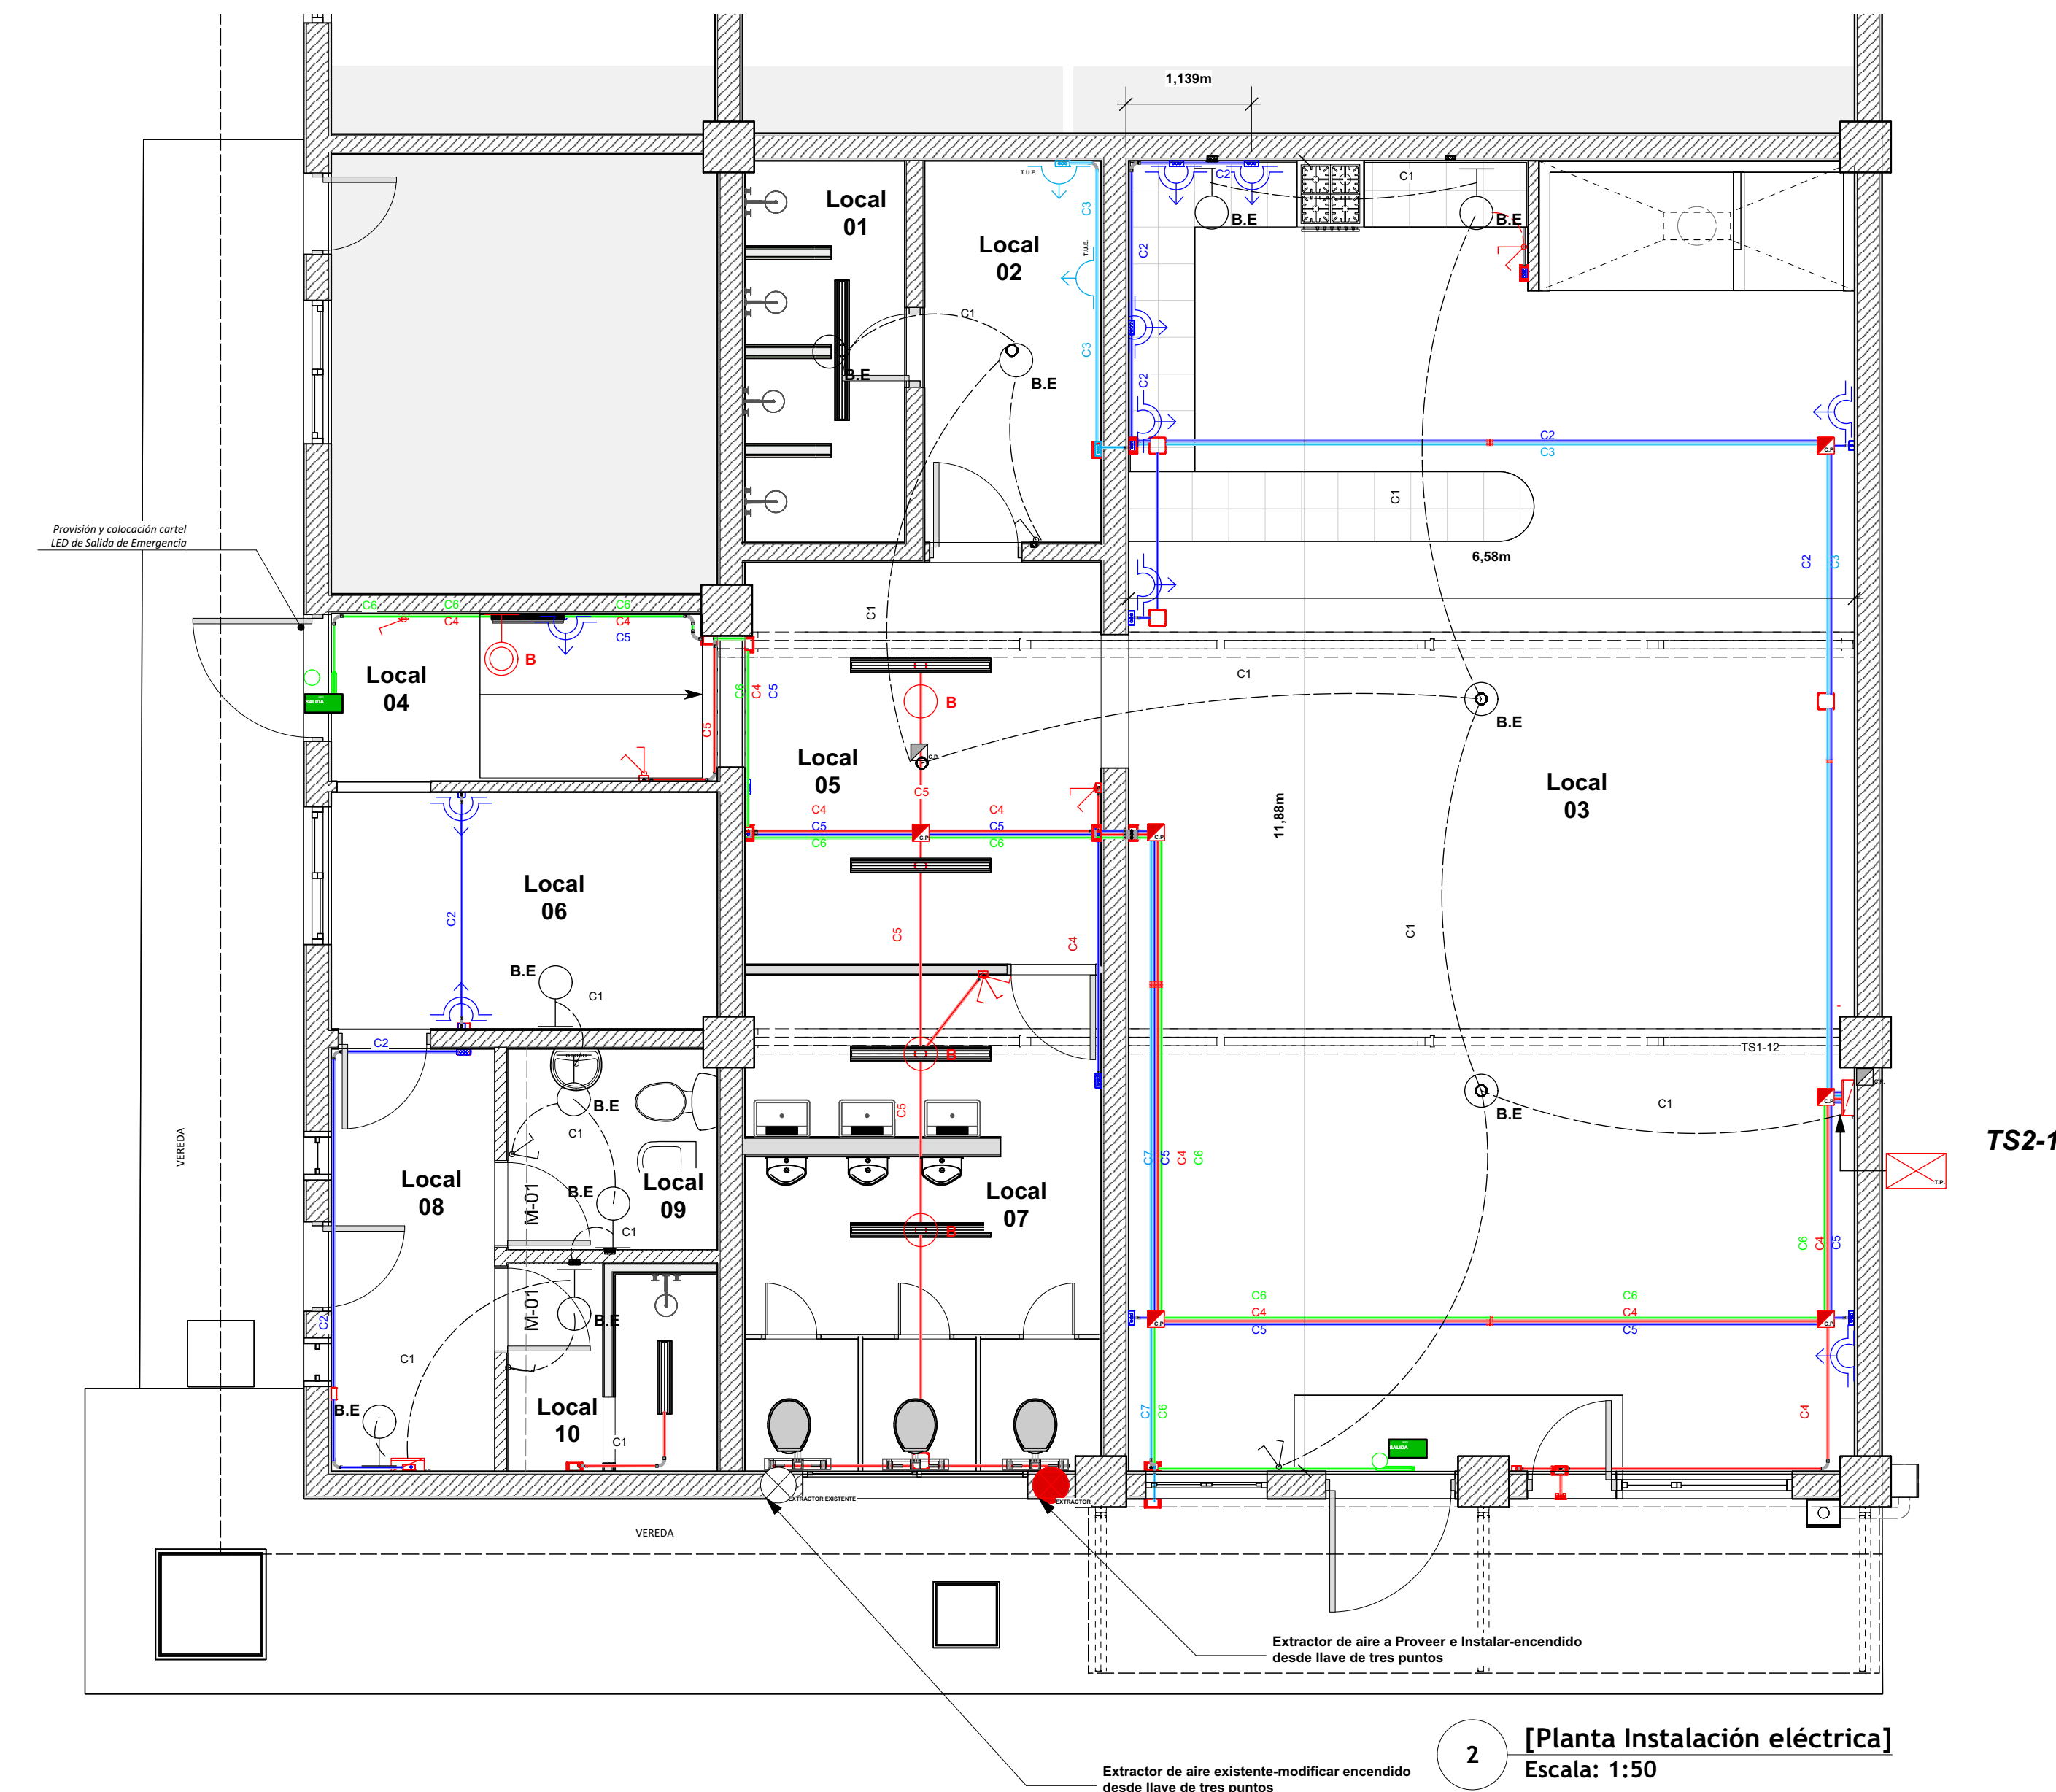 1,139m
Local
01
T.U.E.
C3
C2
C1
B.E
B.E
Local
02
T.U.E.
C2
C1
C3
B.E
B.E
C2
C2
C3
C1
Provisión y colocación cartel
LED de Salida de Emergencia
6,58m
C2
C3
C6
C6
C6
C4
C4
C5
C1
B
Local
04
SALIDA
C5
C6
C4
C5
B
C1
B.E
C.P
Local
05
C5
Local
03
C4
C5
C6
C4
C5
C6
C.P
11,88m
Local
06
C2
C5
C4
C1
B.E
C1
C2
TS1-12
B.E
C1
C5
B.E
C1
C.P
TS2-1
VEREDA
C7
C5
C4
C6
T.P.
Local
08
M-01
B.E
Local
09
Local
07
C1
B
C6
C4
C5
C6
C4
C5
C6
C4
C5
C.P
C.P
C2
M-01
B.E
C1
B.E
Local
10
C1
C7
C6
SALIDA
C4
EXTRACTOR EXISTENTE
EXTRACTOR
VEREDA
Extractor de aire a Proveer e Instalar-encendido
desde llave de tres puntos
2
[Planta Instalación eléctrica]
Escala: 1:50
Extractor de aire existente-modificar encendido
desde llave de tres puntos